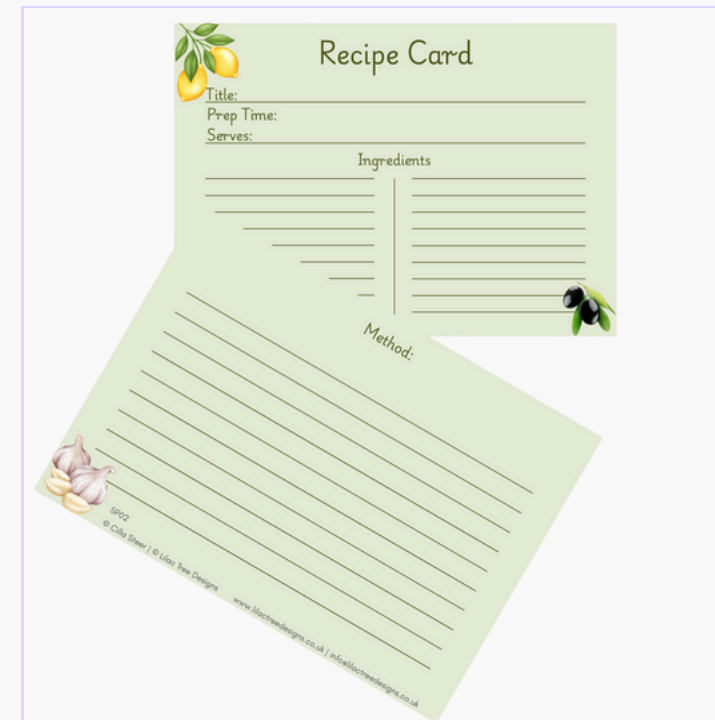 Recipe Card
Title:
Prep Time:
Serves:
Ingredients
Method:
SP02
© Cilla Steer | © Lilac Tree Designs www.lilactreedesigns.co.uk | info@lilactreedesigns.co.uk